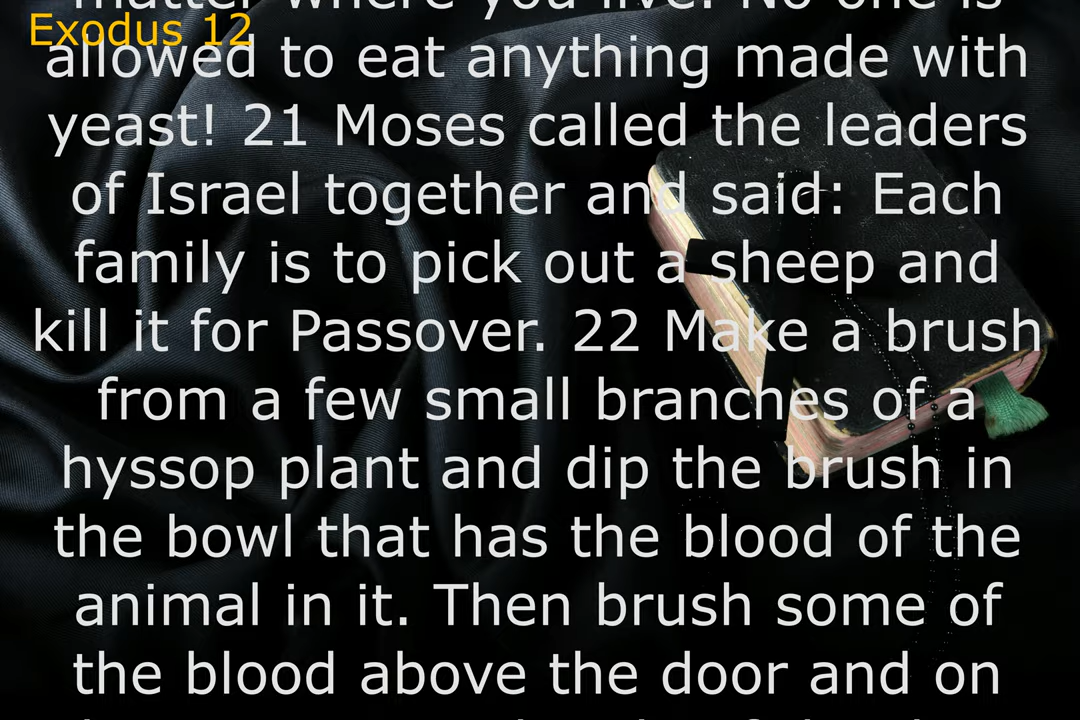 matter where you live. No one is
Exodus 12
allowed to eat anything made with
yeast! 21 Moses called the leaders
of Israel together and said: Each
family is to pick out a sheep and
kill it for Passover. 22 Make a brush
from a few small branches of a
hyssop plant and dip the brush in
the bowl that has the blood of the
animal in it. Then brush some of
the blood above the door and on